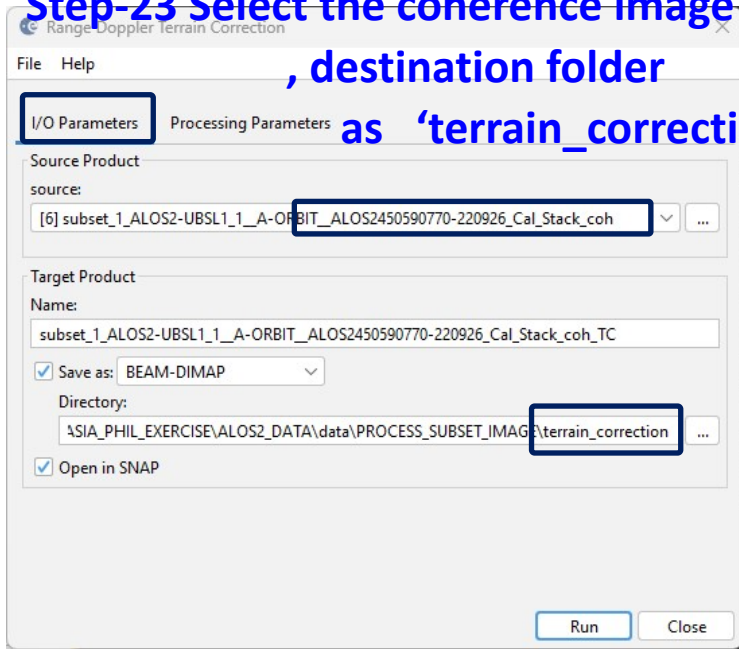 Step-23 Select the coherence image
Range Doppler Terrain Correction
, destination folder
File Help
as ‘terrain_correcti
I/O Parameters Processing Parameters
Source Product
source:
[6] subset_1_ALOS2-UBSL1_1__A-ORBIT__ALOS2450590770-220926_Cal_Stack_coh ...
Target Product
Name:
subset_1_ALOS2-UBSL1_1__A-ORBIT__ALOS2450590770-220926_Cal_Stack_coh_TC
Save as: BEAM-DIMAP
Directory:
ASIA_PHIL_EXERCISE\ALOS2_DATA\data\PROCESS_SUBSET_IMAGE\terrain_correction ...
Open in SNAP
Run Close